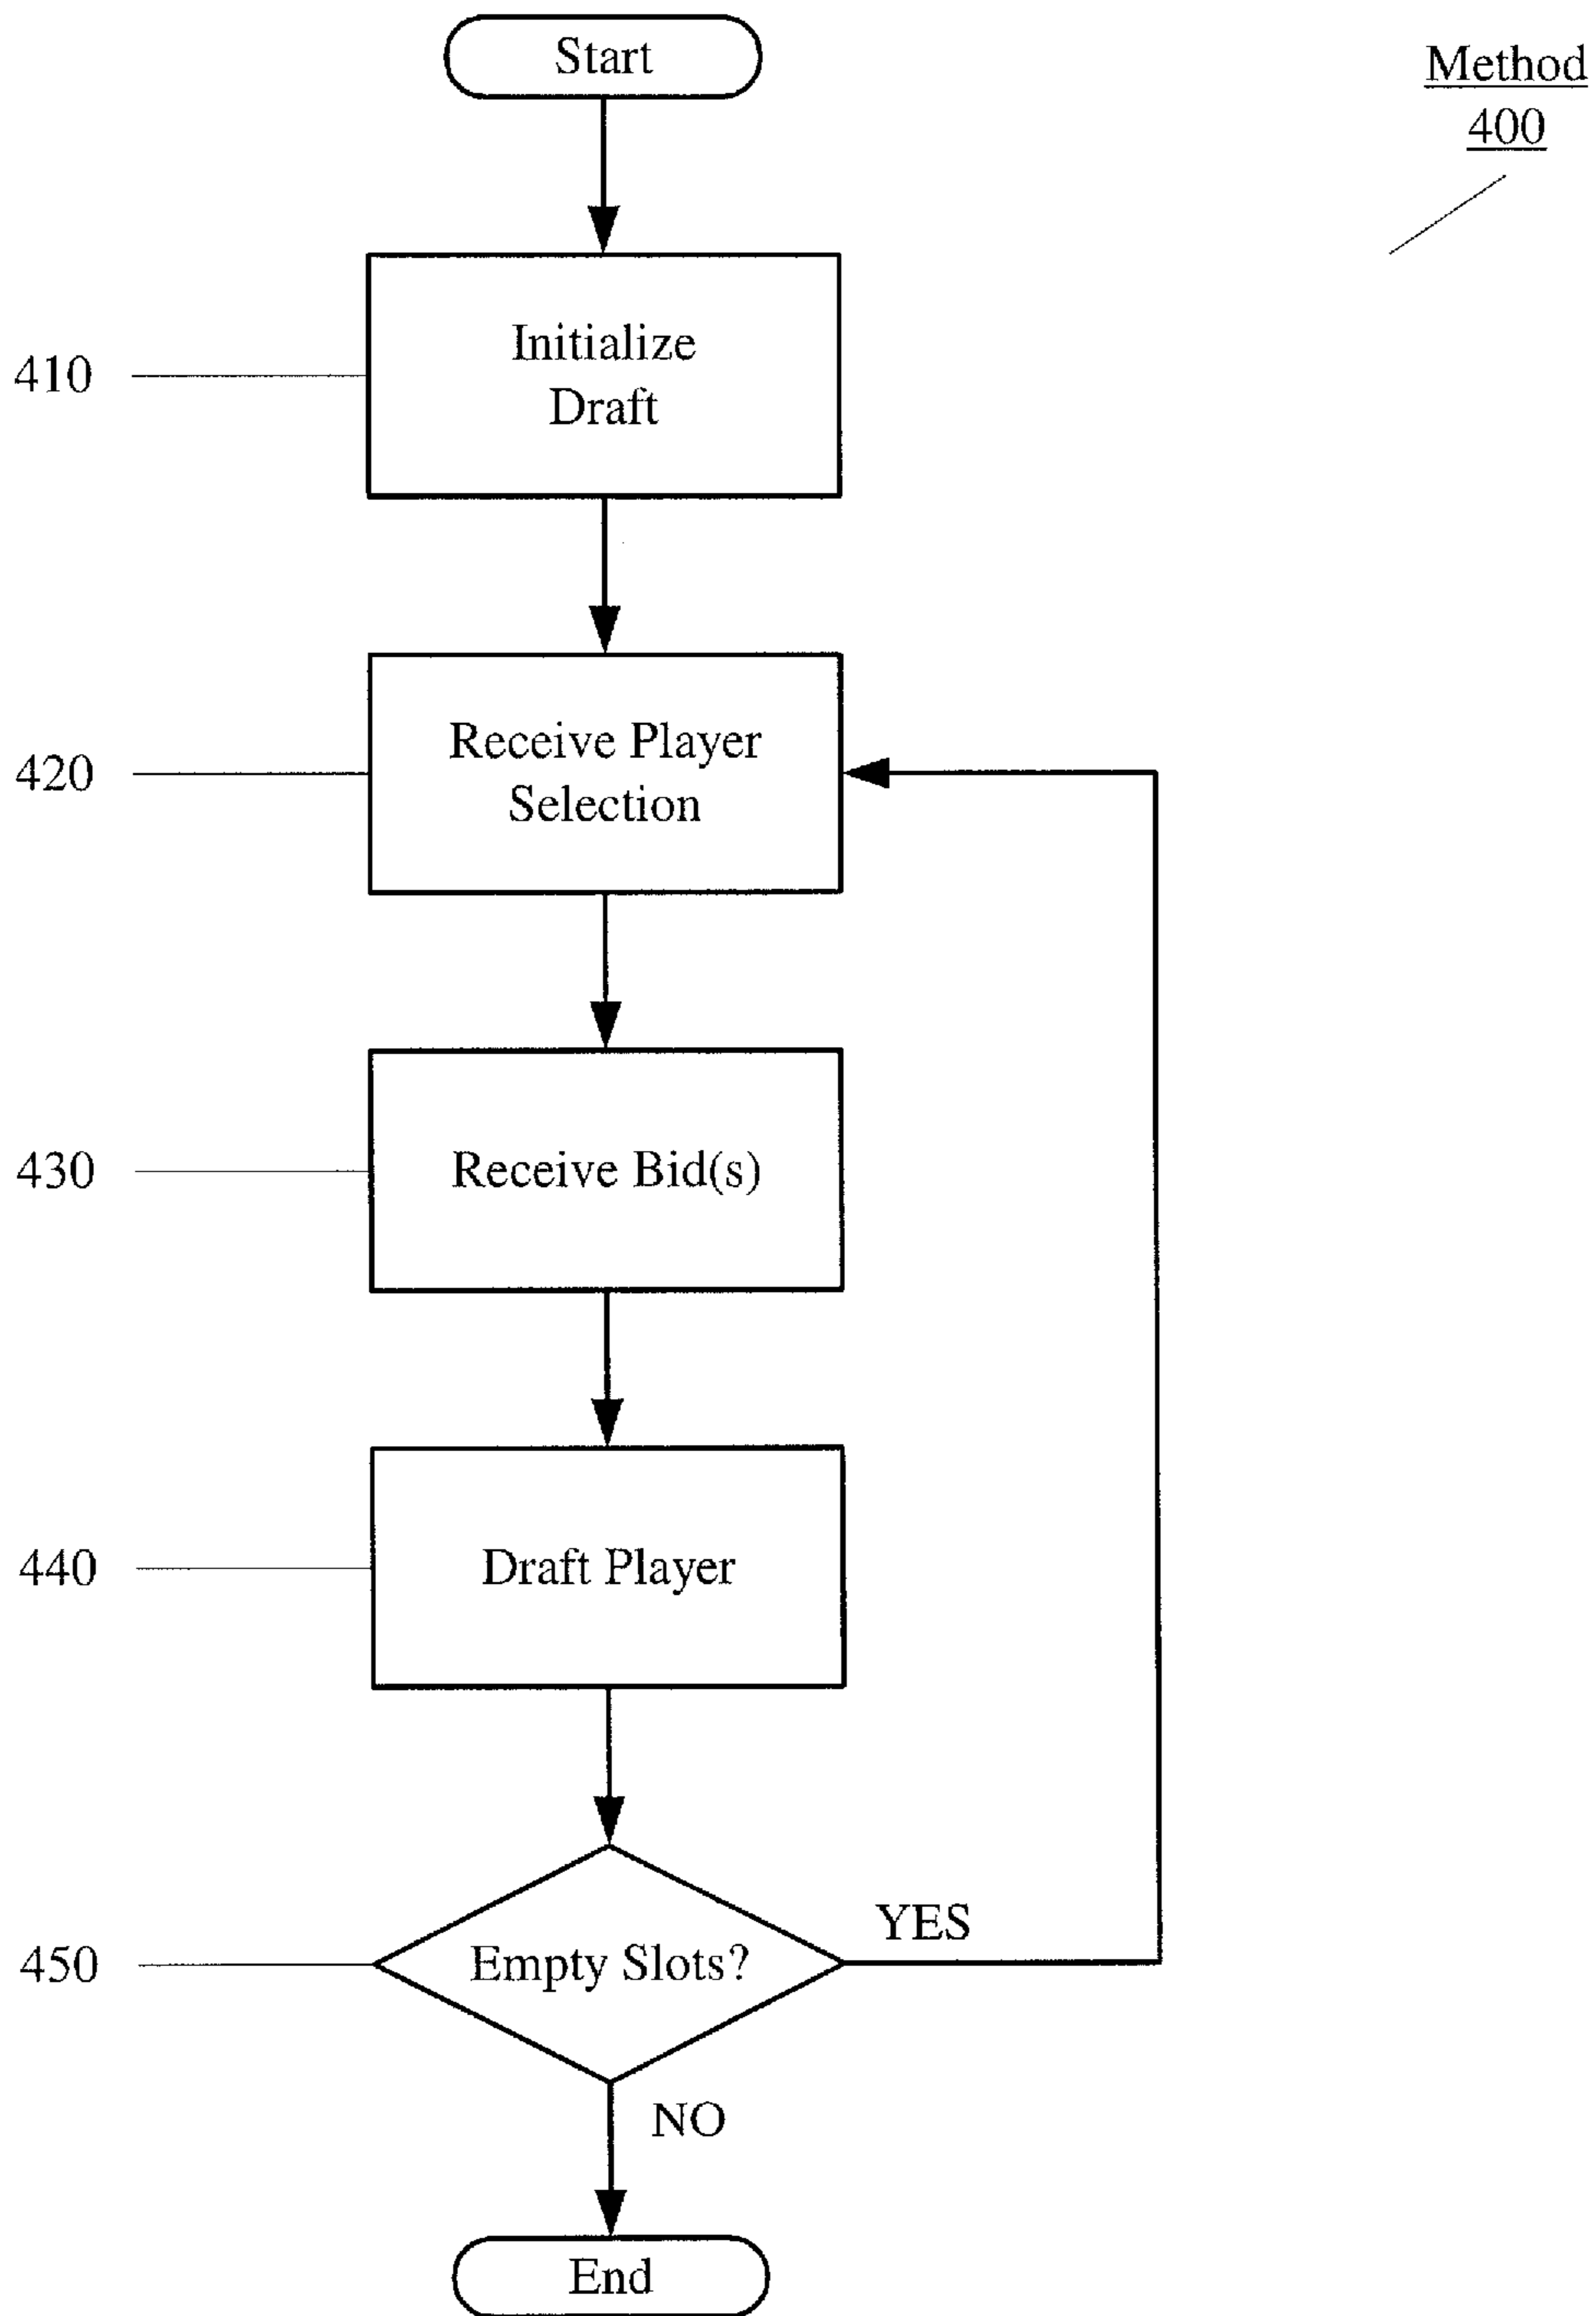 Start
Method
400
410
Initialize
Draft
420
Receive Player
Selection
430
Receive Bid(s)
440
Draft Player
450
Empty Slots?
YES
NO
End